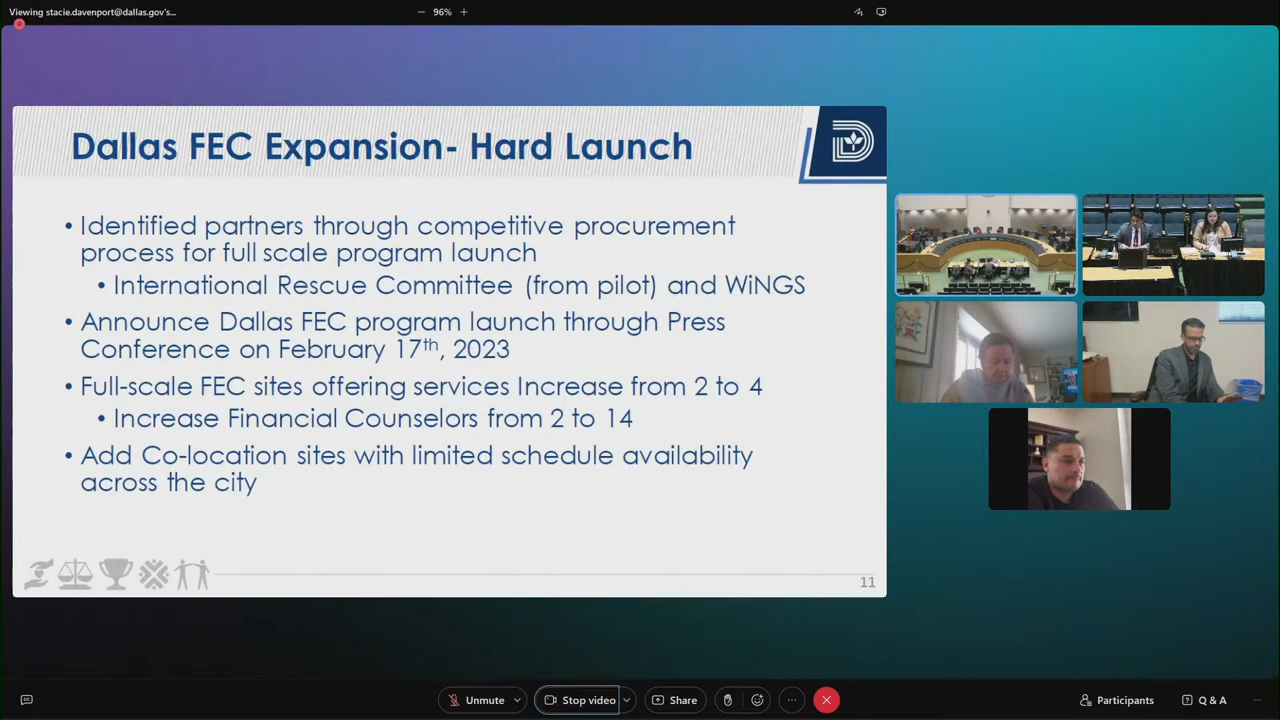 Viewing stacie.davenport@dallas.gov's...
96%
Dallas FEC Expansion- Hard Launch
• Identified partners through competitive procurement
process for full scale program launch
• International Rescue Committee (from pilot) and WiNGS
• Announce Dallas FEC program launch through Press
Conference on February 17th, 2023
• Full-scale FEC sites offering services Increase from 2 to 4
• Increase Financial Counselors from 2 to 14
• Add Co-location sites with limited schedule availability
across the city
11
Unmute
Stop video
Share
Participants
Q & A